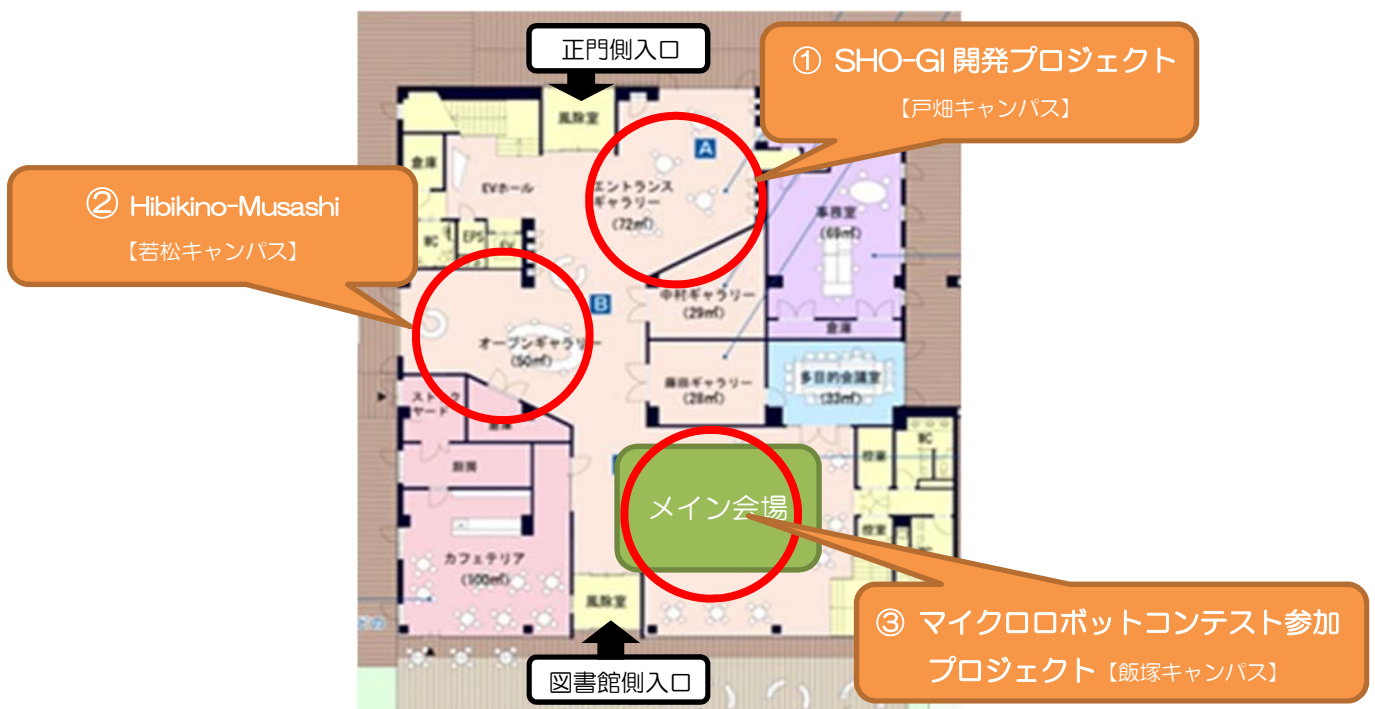 正門側入口
① SHO-GI 開発プロジェクト
【戸畑キャンパス】
② Hibikino-Musashi
【若松キャンパス】
風除室
A
倉庫
EVホール
エントランス
ギャラリー
(72㎡)
事務室
(69㎡)
WC
EPS
EV
B
中村ギャラリー
(29㎡)
倉庫
オープンギャラリー
(50㎡)
藤田ギャラリー
(28㎡)
多目的会議室
(33㎡)
ストック
ヤード
倉庫
WC
控室
厨房
メイン会場
控室
カフェテリア
(100㎡)
風除室
③ マイクロロボットコンテスト参加
プロジェクト【飯塚キャンパス】
図書館側入口